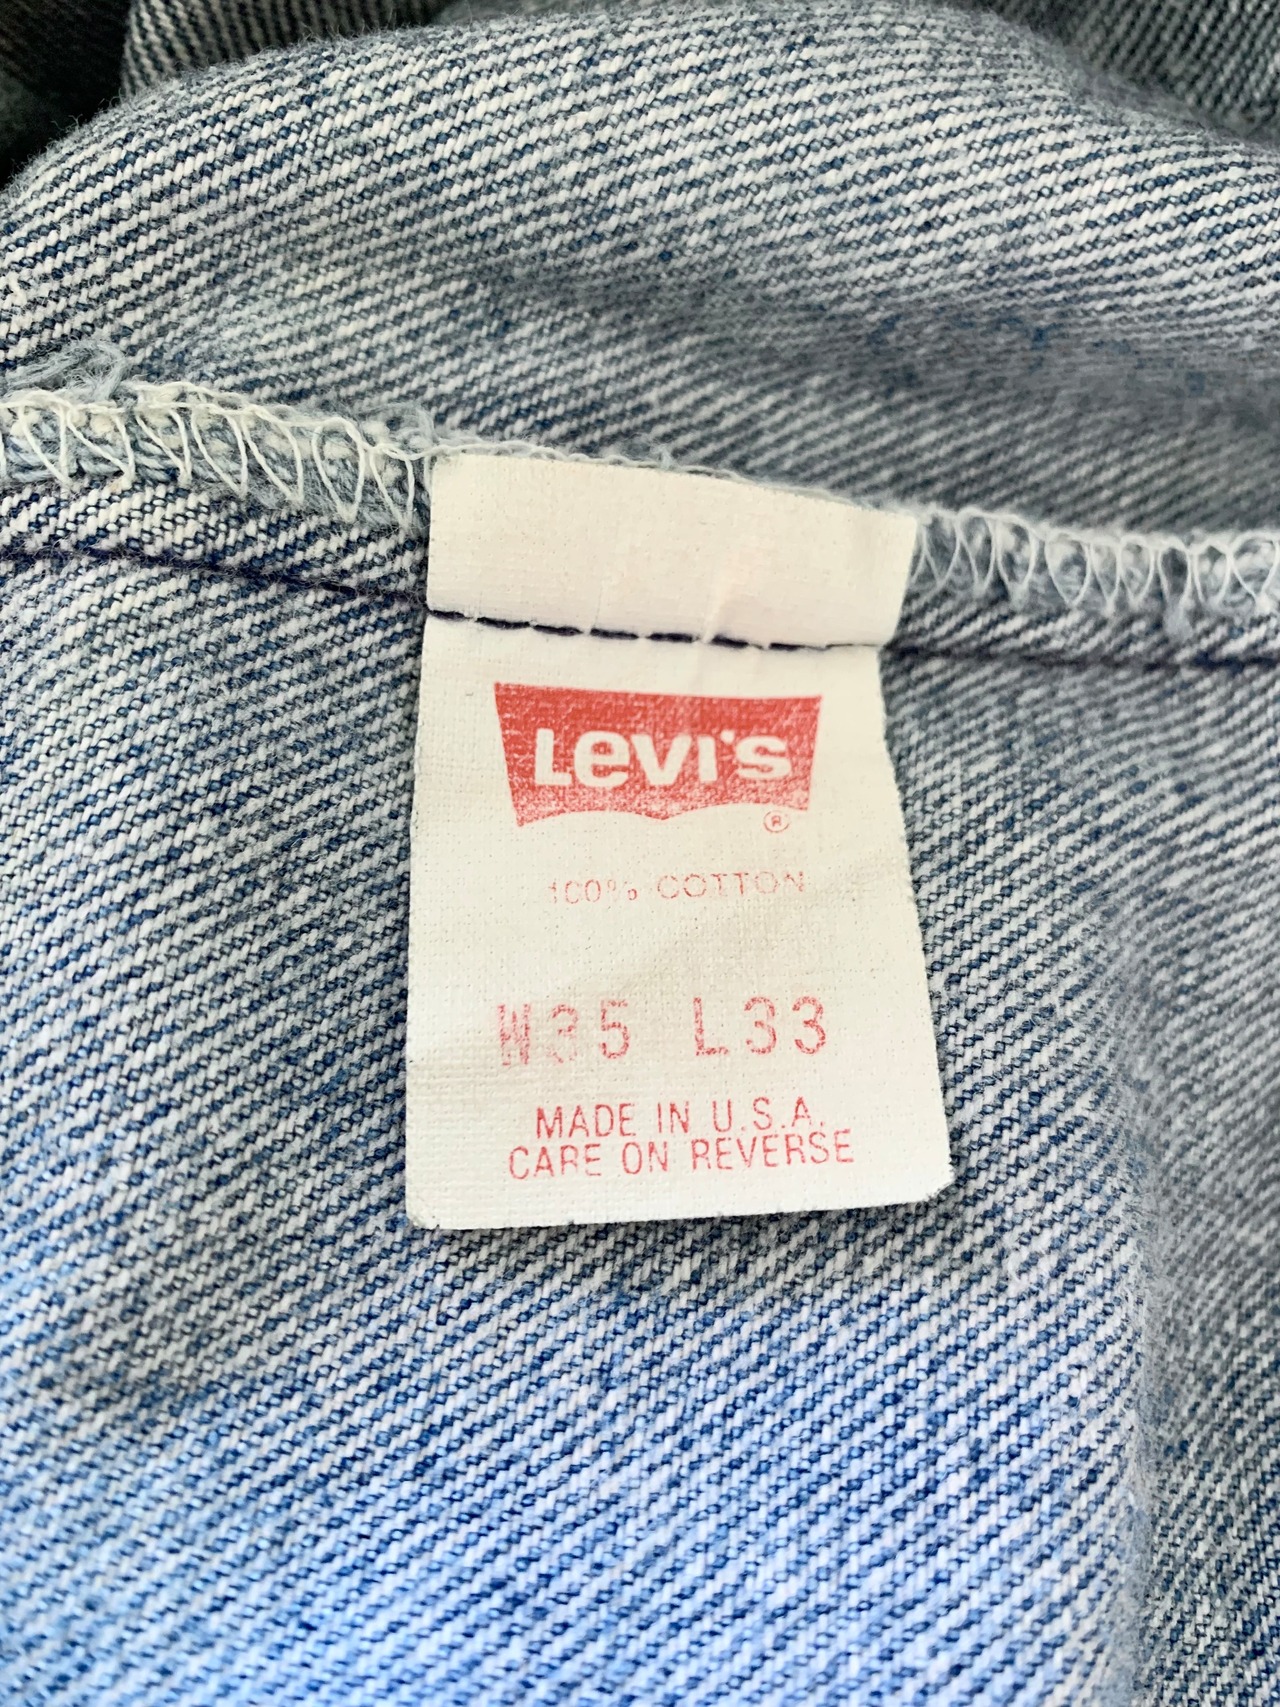 Levi's ®
100% COTTON
W35 L33
MADE IN U.S.A.
CARE ON REVERSE